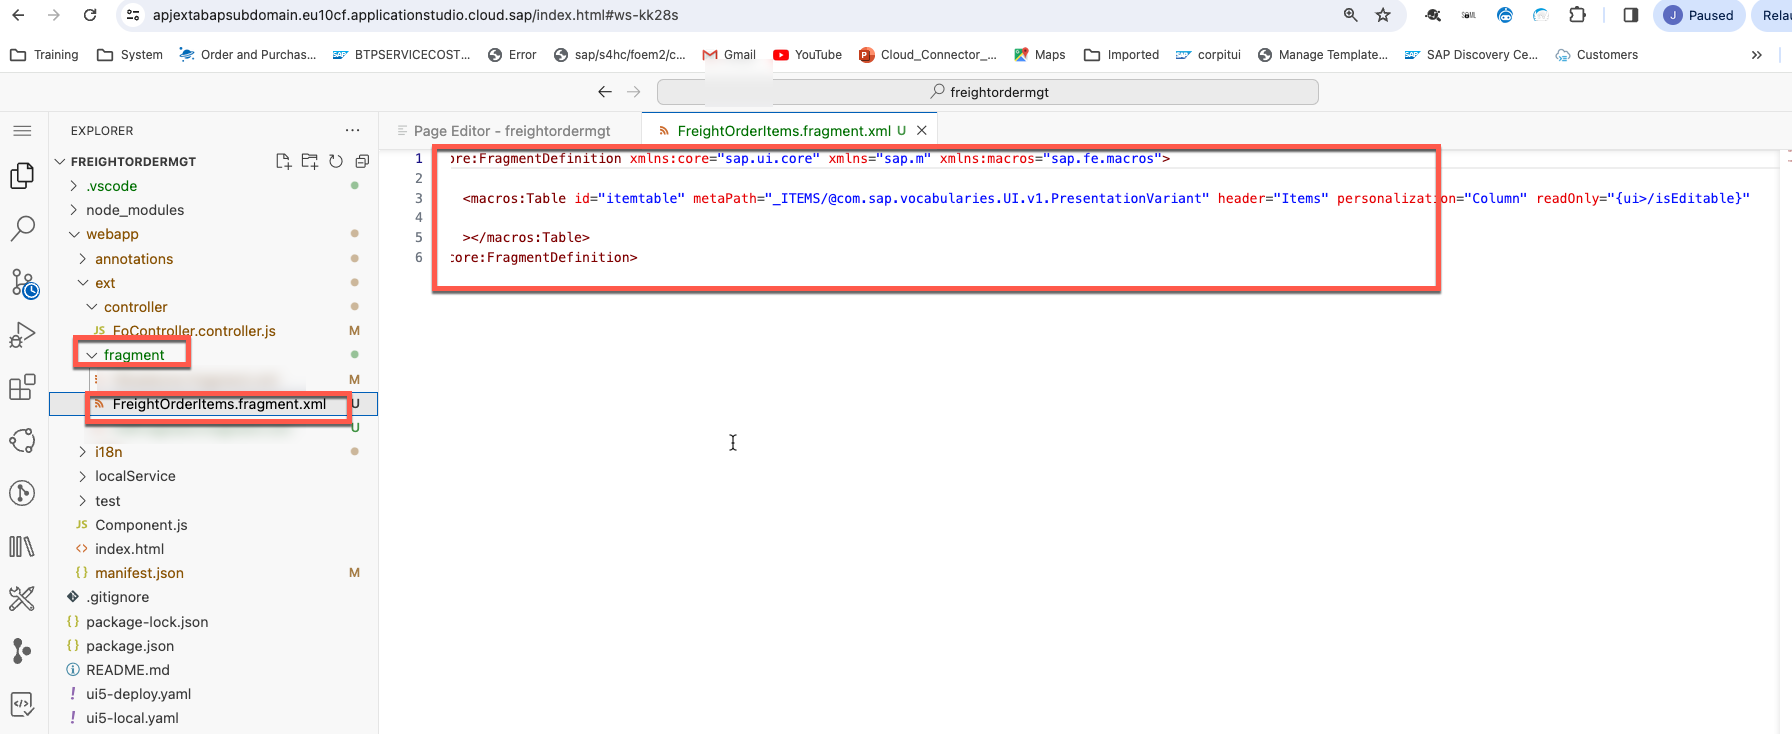 apjextabapsubdomain.eu10cf.applicationstudio.cloud.sap/index.html#ws-kk28s
J Paused
Rela
Training System Order and Purchas... BTPSERVICECOST... Error sap/s4hc/foem2/c... Gmail YouTube Cloud_Connector_... Maps Imported corpitui Manage Template... SAP Discovery Ce... Customers »
freightordermgt
EXPLORER ...
Page Editor - freightordermgt
FreightOrderItems.fragment.xml U
FREIGHTORDERMGT
.vscode
node_modules
webapp
annotations
ext
controller
JS FoController.controller.js M
fragment
M
FreightOrderItems.fragment.xml U
U
i18n
localService
test
JS Component.js
<> index.html
{} manifest.json M
.gitignore
{} package-lock.json
{} package.json
README.md
! ui5-deploy.yaml
! ui5-local.yaml
1 ore:FragmentDefinition xmlns:core="sap.ui.core" xmlns="sap.m" xmlns:macros="sap.fe.macros">
2
3 <macros:Table id="itemtable" metaPath="_ITEMS/@com.sap.vocabularies.UI.v1.PresentationVariant" header="Items" personalization="Column" readOnly="{ui>/isEditable}"
4
5 ></macros:Table>
6 core:FragmentDefinition>